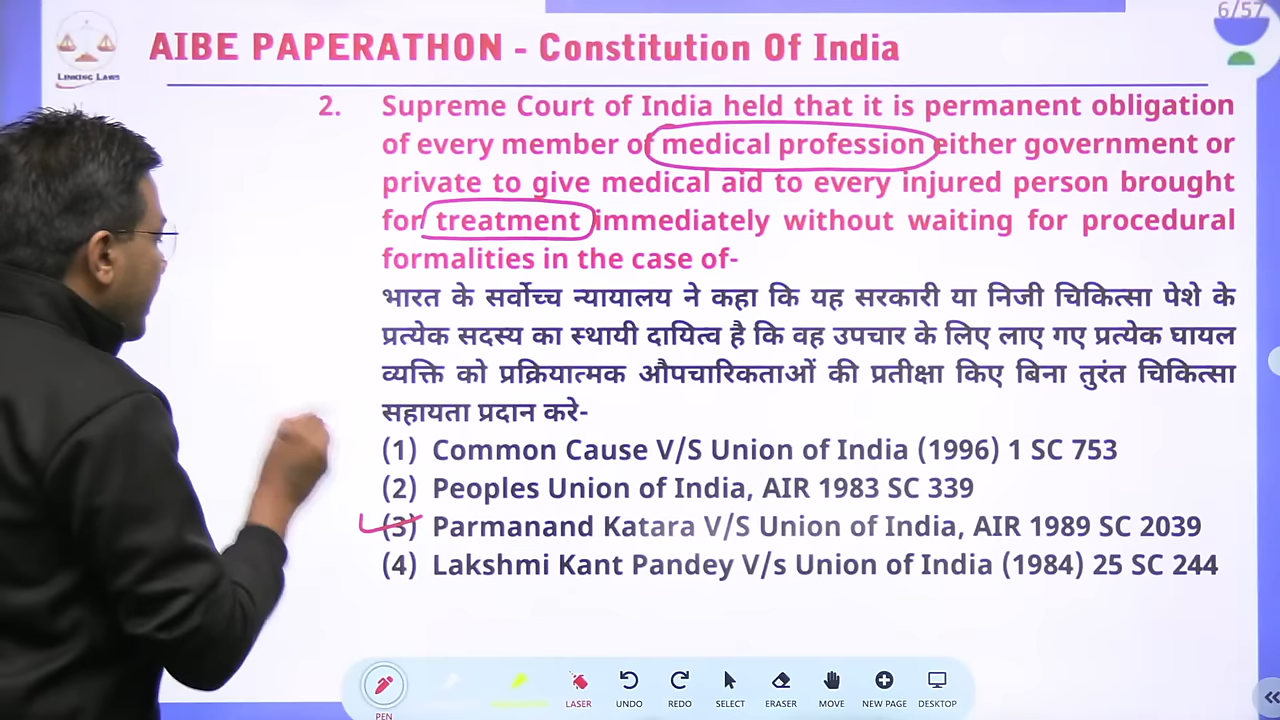 6/57
LINKING LAWS
AIBE PAPERATHON - Constitution Of India
2. Supreme Court of India held that it is permanent obligation
of every member of medical profession either government or
private to give medical aid to every injured person brought
for treatment immediately without waiting for procedural
formalities in the case of-
भारत के सर्वोच्च न्यायालय ने कहा कि यह सरकारी या निजी चिकित्सा पेशे के
प्रत्येक सदस्य का स्थायी दायित्व है कि वह उपचार के लिए लाए गए प्रत्येक घायल
व्यक्ति को प्रक्रियात्मक औपचारिकताओं की प्रतीक्षा किए बिना तुरंत चिकित्सा
सहायता प्रदान करे-
(1) Common Cause V/S Union of India (1996) 1 SC 753
(2) Peoples Union of India, AIR 1983 SC 339
(3) Parmanand Katara V/S Union of India, AIR 1989 SC 2039
(4) Lakshmi Kant Pandey V/s Union of India (1984) 25 SC 244
PEN LASER UNDO REDO SELECT ERASER MOVE NEW PAGE DESKTOP